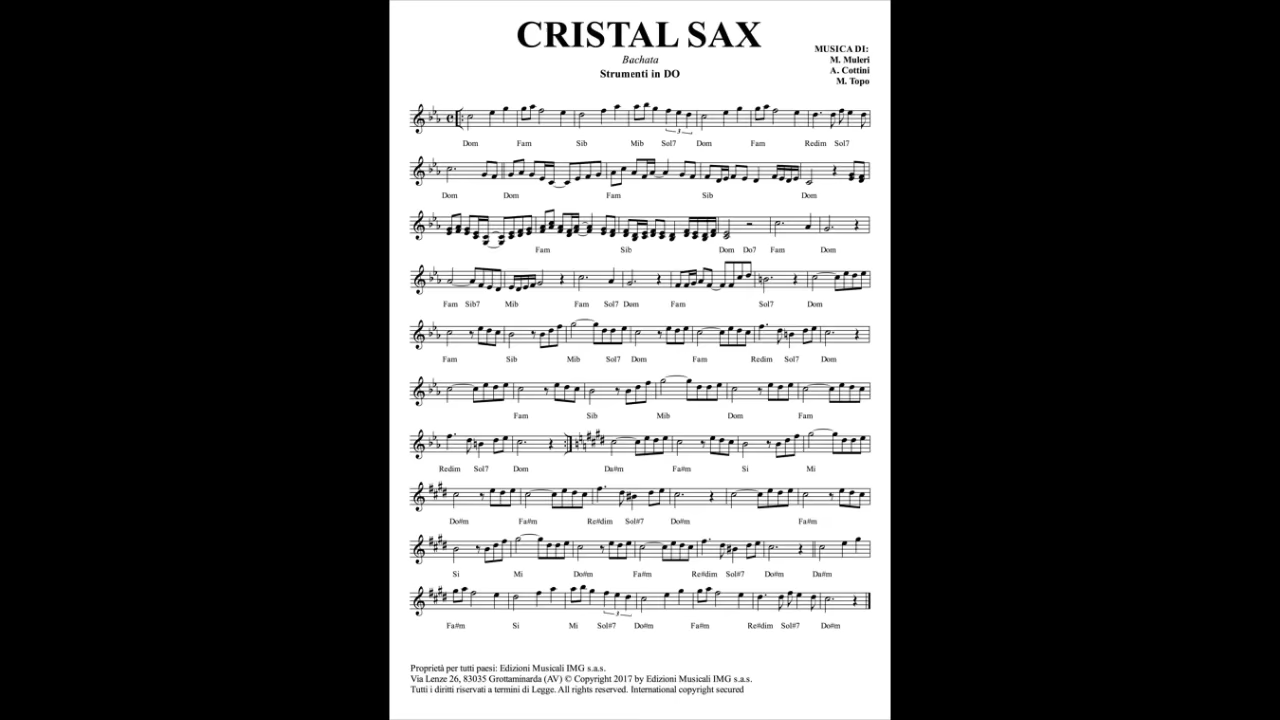 CRISTAL SAX
Bachata
Strumenti in DO
MUSICA DI:
M. Muleri
A. Cottini
M. Topo
3
Dom Fam Sib Mib Sol7 Dom Fam Redim Sol7
Dom Dom Fam Sib Dom
Fam Sib Dom Do7 Fam Dom
Fam Sib7 Mib Fam Sol7 Dom Fam Sol7 Dom
Fam Sib Mib Sol7 Dom Fam Redim Sol7 Dom
Fam Sib Mib Dom Fam
Redim Sol7 Dom Da#m Fa#m Si Mi
Do#m Fa#m Re#dim Sol#7 Do#m Fa#m
Si Mi Do#m Fa#m Re#dim Sol#7 Do#m Da#m
3
Fa#m Si Mi Sol#7 Do#m Fa#m Re#dim Sol#7 Do#m
Proprietà per tutti paesi: Edizioni Musicali IMG s.a.s.
Via Lenze 26, 83035 Grottaminarda (AV) © Copyright 2017 by Edizioni Musicali IMG s.a.s.
Tutti i diritti riservati a termini di Legge. All rights reserved. International copyright secured